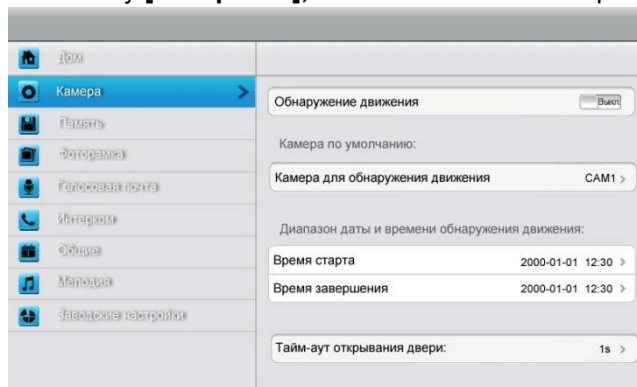 Дом
Камера
Обнаружение движения Выкл
Память
Камера по умолчанию:
Фоторамка
Камера для обнаружения движения CAM1 >
Голосовая почта
Интерком
Диапазон даты и времени обнаружения движения:
Общие
Время старта 2000-01-01 12:30 >
Мелодия
Время завершения 2000-01-01 12:30 >
Заводские настройки
Тайм-аут открывания двери: 1s >